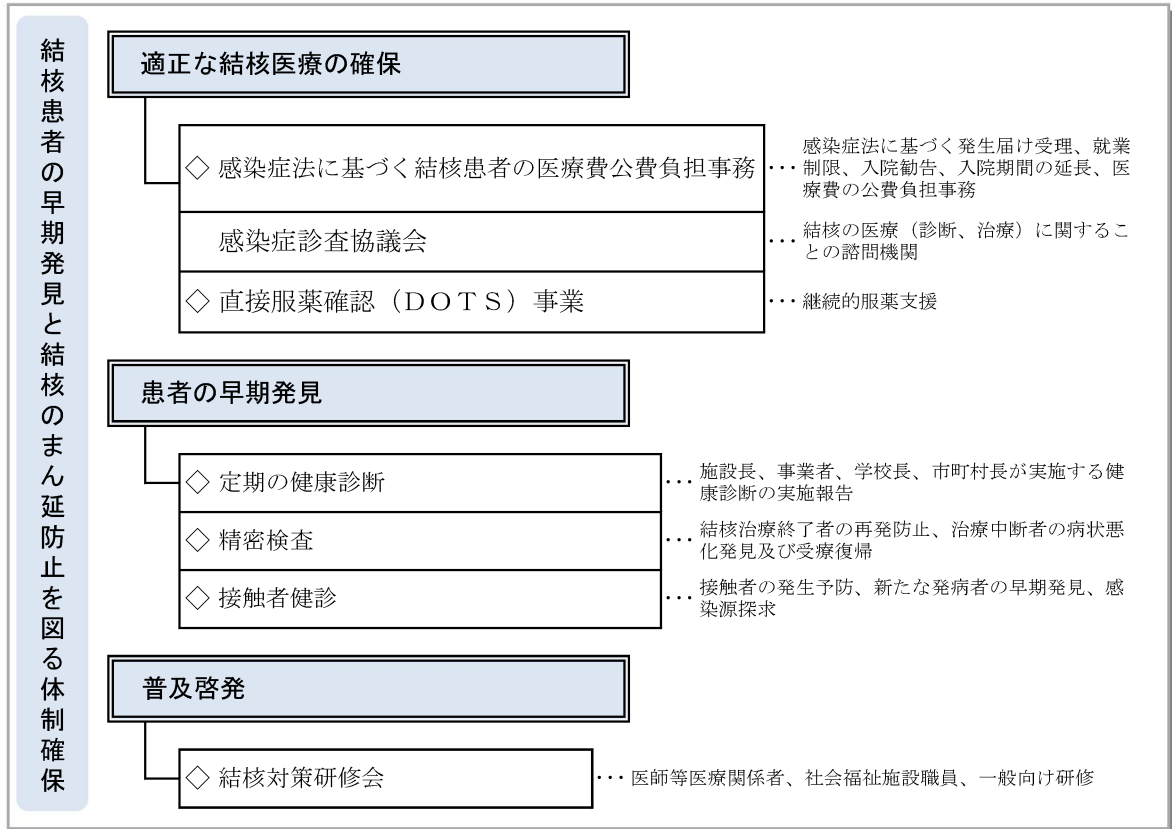 結核患者の早期発見と結核のまん延防止を図る体制確保
適正な結核医療の確保
◇ 感染症法に基づく結核患者の医療費公費負担事務
･･･ 感染症法に基づく発生届け受理、就業
制限、入院勧告、入院期間の延長、医
療費の公費負担事務
感染症診査協議会
･･･ 結核の医療（診断、治療）に関するこ
との諮問機関
◇ 直接服薬確認（ＤＯＴＳ）事業
･･･ 継続的服薬支援
患者の早期発見
◇ 定期の健康診断
･･･ 施設長、事業者、学校長、市町村長が実施する健
康診断の実施報告
◇ 精密検査
･･･ 結核治療終了者の再発防止、治療中断者の病状悪
化発見及び受療復帰
◇ 接触者健診
･･･ 接触者の発生予防、新たな発病者の早期発見、感
染源探求
普及啓発
◇ 結核対策研修会
･･･ 医師等医療関係者、社会福祉施設職員、一般向け研修